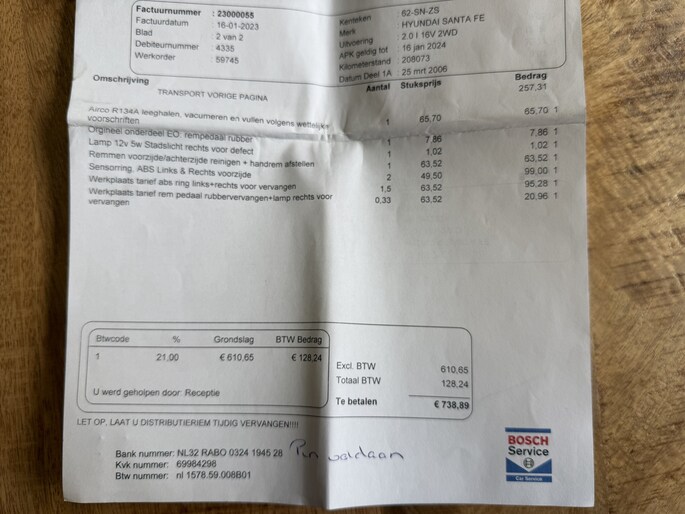 Factuurnummer : 23000055
Factuurdatum : 16-01-2023
Blad : 2 van 2
Debiteurnummer : 4335
Werkorder : 59745
Kenteken 62-SN-ZS
Merk HYUNDAI SANTA FE
Uitvoering 2.0 I 16V 2WD
APK geldig tot 16 jan 2024
Kilometerstand 208073
Datum Deel 1A 25 mrt 2006
Omschrijving Aantal Stuksprijs Bedrag
TRANSPORT VORIGE PAGINA 257,31
Airco R134A leeghalen, vacumeren en vullen volgens wettelijke
voorschriften 1 65,70 65,70 1
Orgineel onderdeel EO rempedaal rubber 1 7,86 7,86 1
Lamp 12v 5w Stadslicht rechts voor defect 1 1,02 1,02 1
Remmen voorzijde/achterzijde reinigen + handrem afstellen 1 63,52 63,52 1
Sensorring. ABS Links & Rechts voorzijde 2 49,50 99,00 1
Werkplaats tarief abs ring links+rechts voor vervangen 1,5 63,52 95,28 1
Werkplaats tarief rem pedaal rubbervervangen+lamp rechts voor 0,33 63,52 20,96 1
vervangen
Btwcode % Grondslag BTW Bedrag
1 21,00 € 610,65 € 128,24
U werd geholpen door: Receptie
Excl. BTW 610,65
Totaal BTW 128,24
Te betalen € 738,89
LET OP, LAAT U DISTRIBUTIERIEM TIJDIG VERVANGEN!!!!
Bank nummer: NL32 RABO 0324 1945 28 Pin voldaan
Kvk nummer: 69984298
Btw nummer: nl 1578.59.008B01
BOSCH
Service
Car Service